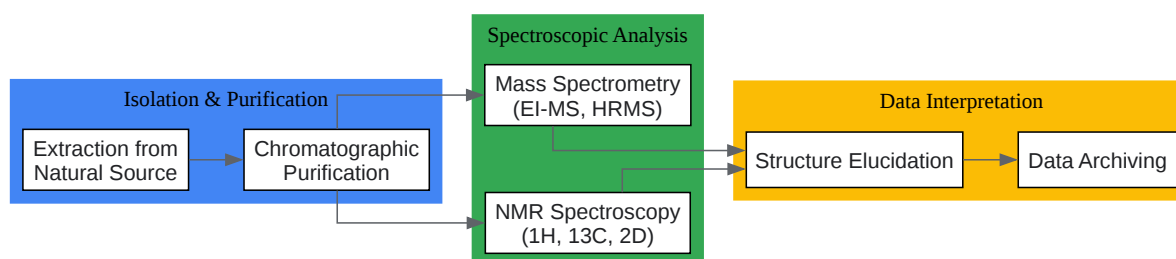 Isolation & Purification
Extraction from
Natural Source
Chromatographic
Purification
Spectroscopic Analysis
Mass Spectrometry
(EI-MS, HRMS)
NMR Spectroscopy
(1H, 13C, 2D)
Data Interpretation
Structure Elucidation
Data Archiving